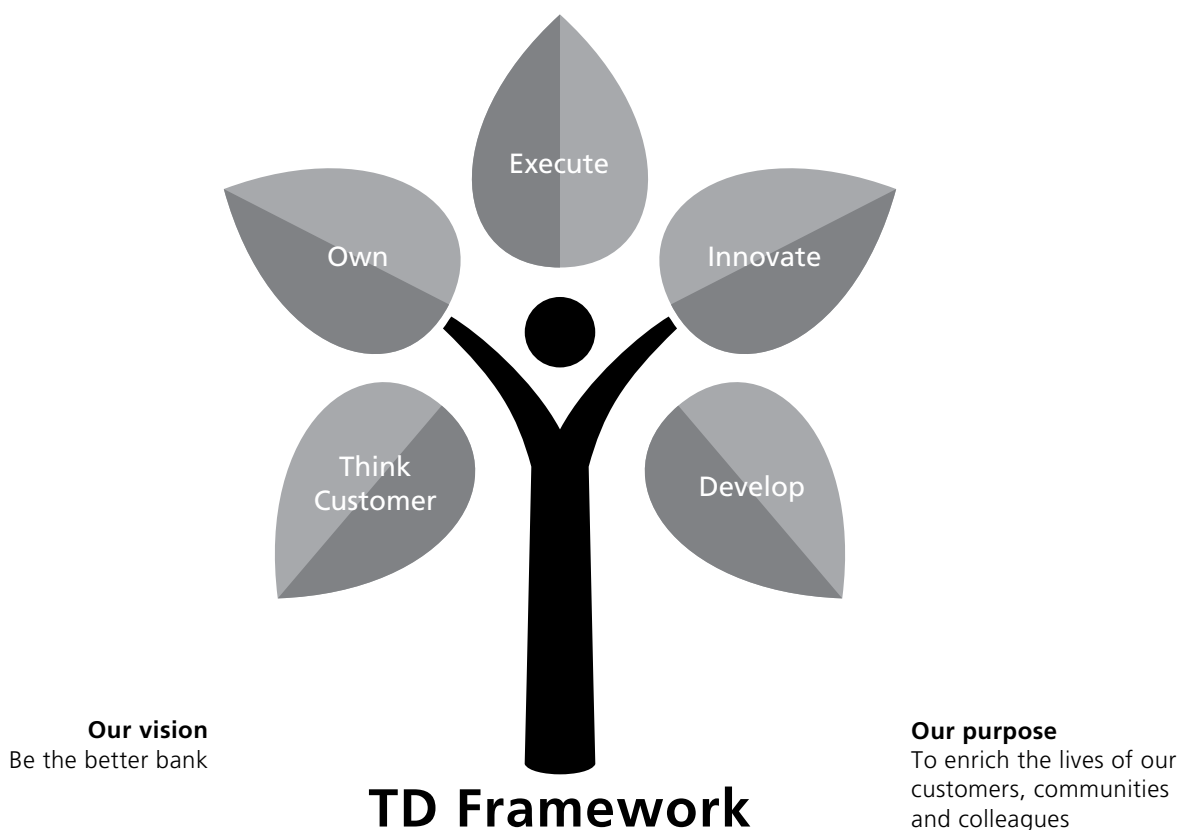 Execute
Own
Innovate
Think
Customer
Develop
Our vision
Be the better bank
Our purpose
To enrich the lives of our
customers, communities
and colleagues
TD Framework